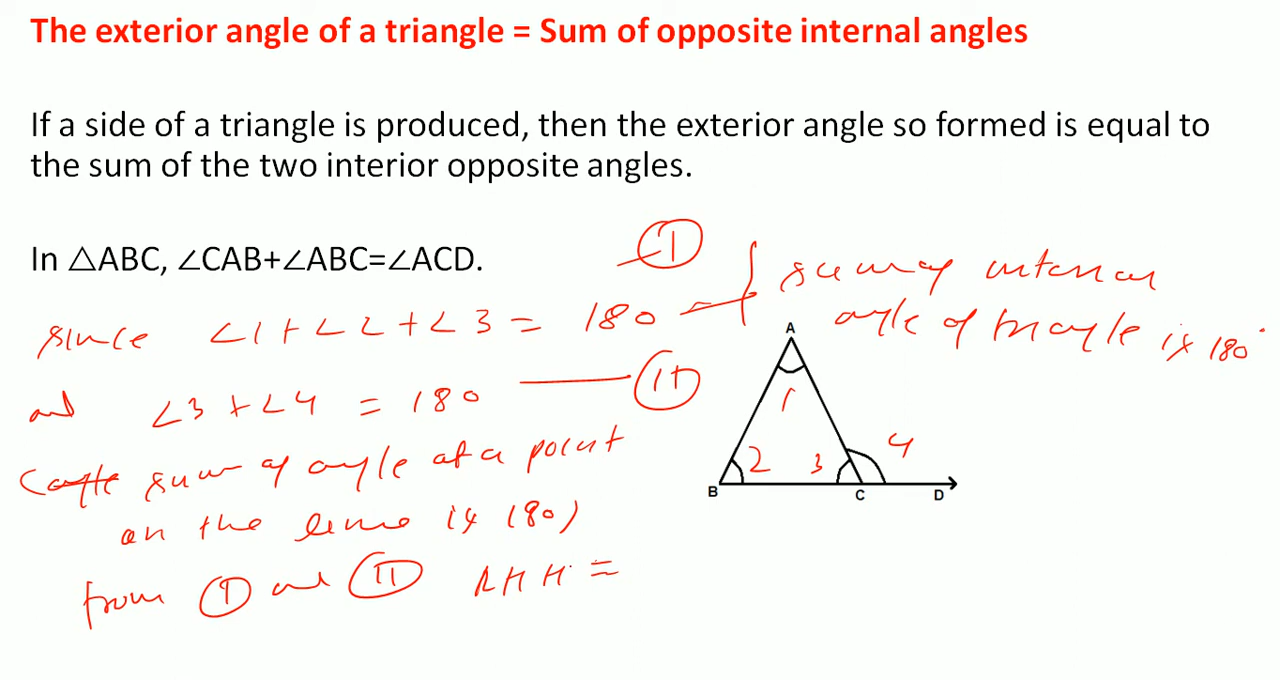 The exterior angle of a triangle = Sum of opposite internal angles
If a side of a triangle is produced, then the exterior angle so formed is equal to
the sum of the two interior opposite angles.
In △ABC, ∠CAB+∠ABC=∠ACD.
I
sum of internal
since ∠1+∠2+∠3 = 180
angle of triangle is 180°
and ∠3+∠4 = 180 — II
( sum of angle at a point
on the line is 180)
from I and II =
A
1
2 3 4
B C D